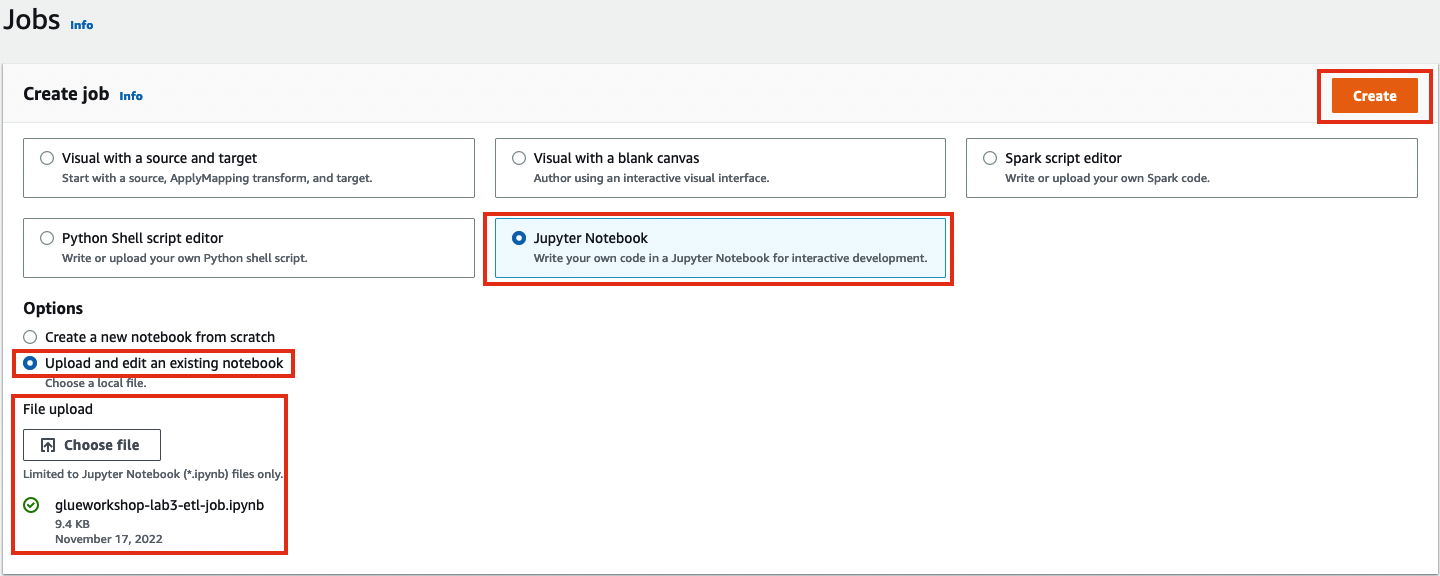 Jobs Info
Create job Info
Create
Visual with a source and target
Start with a source, ApplyMapping transform, and target.
Visual with a blank canvas
Author using an interactive visual interface.
Spark script editor
Write or upload your own Spark code.
Python Shell script editor
Write or upload your own Python shell script.
Jupyter Notebook
Write your own code in a Jupyter Notebook for interactive development.
Options
Create a new notebook from scratch
Upload and edit an existing notebook
Choose a local file.
File upload
Choose file
Limited to Jupyter Notebook (*.ipynb) files only.
glueworkshop-lab3-etl-job.ipynb
9.4 KB
November 17, 2022